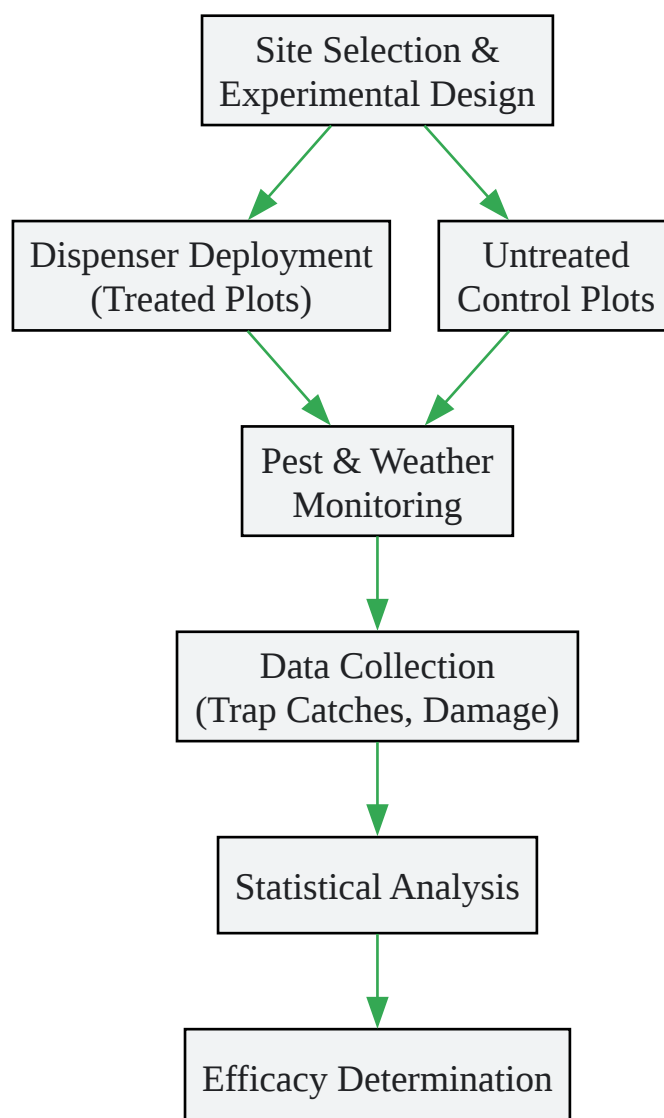 Site Selection &
Experimental Design
Dispenser Deployment
(Treated Plots)
Untreated
Control Plots
Pest & Weather
Monitoring
Data Collection
(Trap Catches, Damage)
Statistical Analysis
Efficacy Determination